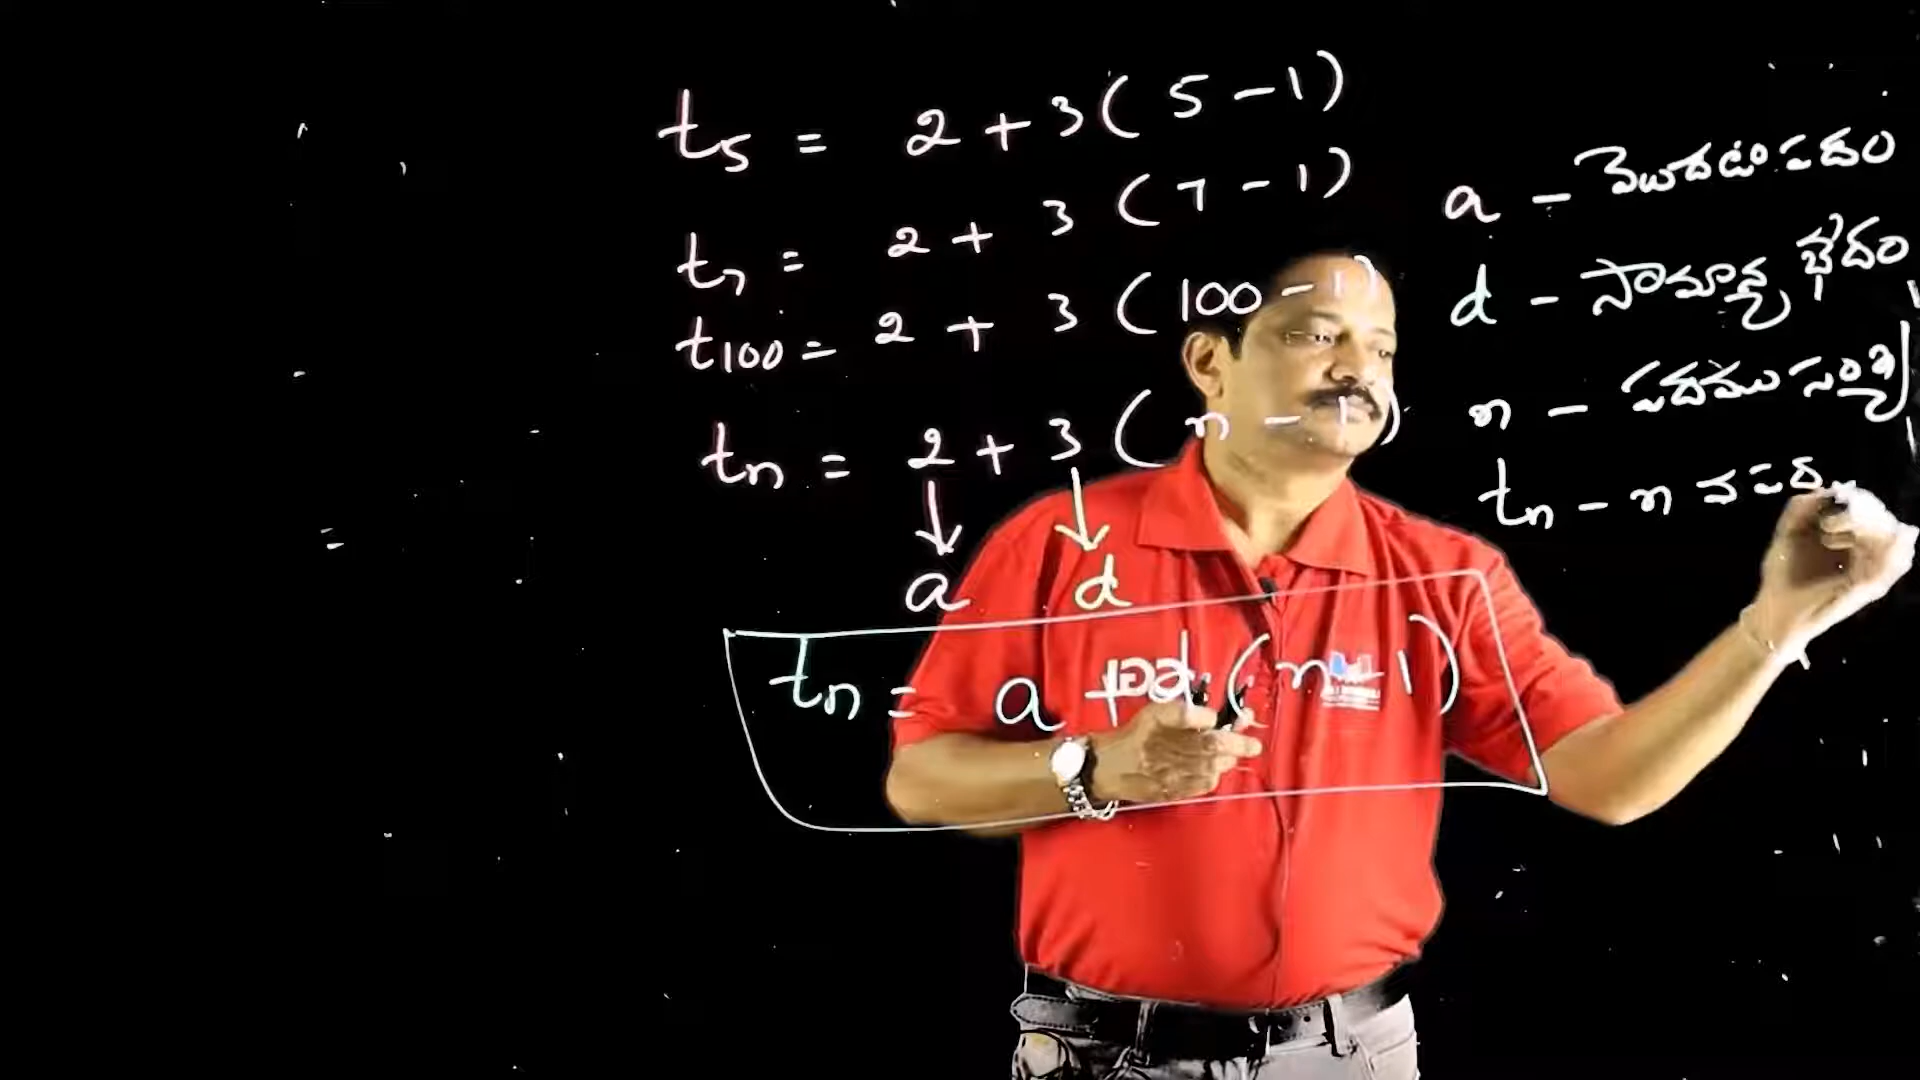 t5 = 2 + 3 ( 5 - 1 )
t7 = 2 + 3 ( 7 - 1 )
t100 = 2 + 3 ( 100 - 1 )
tn = 2 + 3 ( n - 1 )
a d
tn = a + d ( n - 1 )
a - మొదటి పదం
d - సామాన్య భేదం
n - పదము సంఖ్య
tn - n వ పద